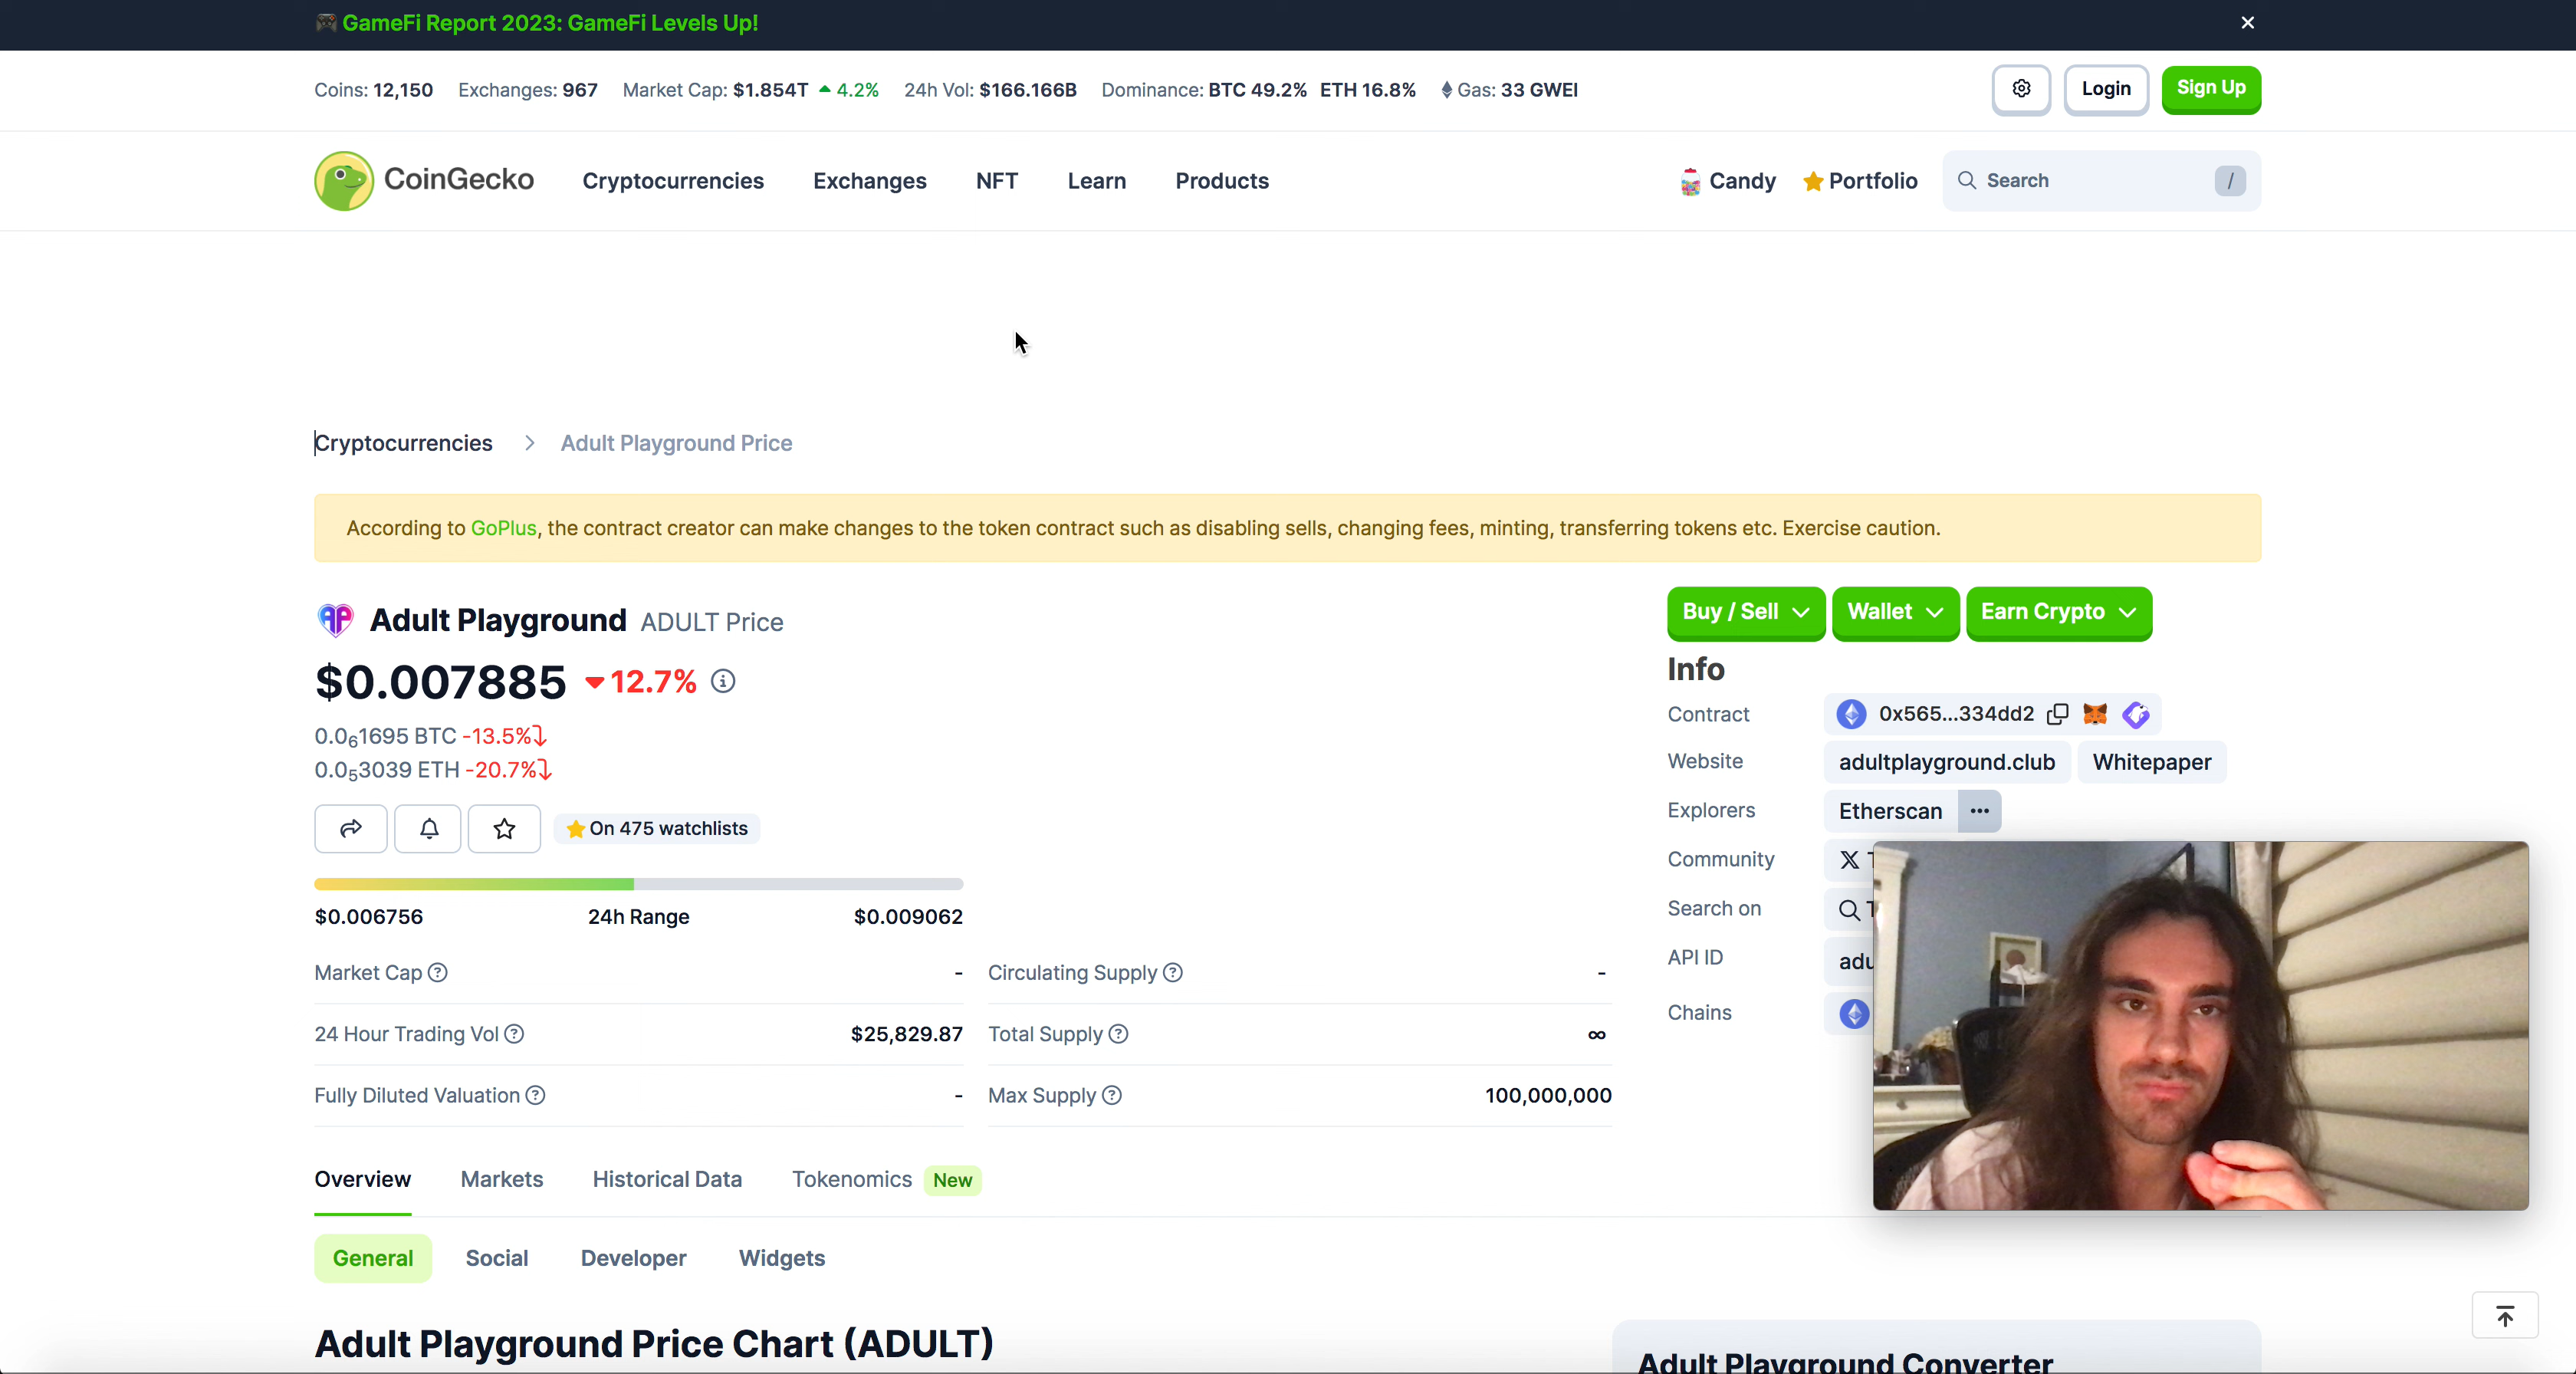 GameFi Report 2023: GameFi Levels Up!
Coins: 12,150 Exchanges: 967 Market Cap: $1.854T 4.2% 24h Vol: $166.166B Dominance: BTC 49.2% ETH 16.8% Gas: 33 GWEI
Login
Sign Up
CoinGecko Cryptocurrencies Exchanges NFT Learn Products Candy Portfolio Search /
Cryptocurrencies > Adult Playground Price
According to GoPlus, the contract creator can make changes to the token contract such as disabling sells, changing fees, minting, transferring tokens etc. Exercise caution.
Adult Playground ADULT Price
$0.007885 12.7%
0.0₆1695 BTC -13.5%
0.0₅3039 ETH -20.7%
On 475 watchlists
$0.006756 24h Range $0.009062
Market Cap -
24 Hour Trading Vol $25,829.87
Fully Diluted Valuation -
Circulating Supply -
Total Supply ∞
Max Supply 100,000,000
Buy / Sell Wallet Earn Crypto
Info
Contract 0x565...334dd2
Website adultplayground.club Whitepaper
Explorers Etherscan ...
Community
Search on
API ID
Chains
Overview Markets Historical Data Tokenomics New
General Social Developer Widgets
Adult Playground Price Chart (ADULT)
Adult Playground Converter